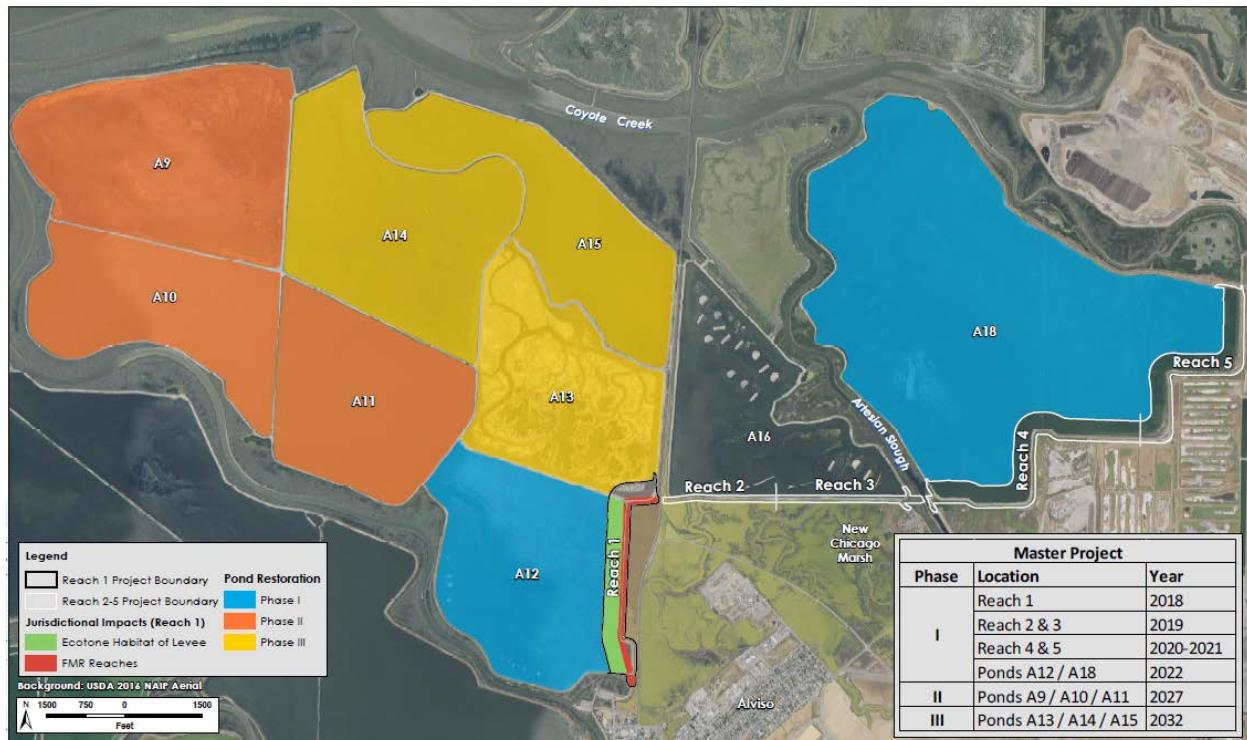 Coyote Creek
A9
A14
A15
A10
A18
A11
A13
Reach 5
A16
Artesian Slough
Reach 4
Reach 2
Reach 3
Reach 1
A12
New
Chicago
Marsh
Alviso
Legend
Reach 1 Project Boundary
Reach 2-5 Project Boundary
Jurisdictional Impacts (Reach 1)
Ecotone Habitat of Levee
FMR Reaches
Pond Restoration
Phase I
Phase II
Phase III
Background: USDA 2016 NAIP Aerial
N 1500 750 0 1500
Feet
Master Project
Phase Location Year
I
Reach 1 2018
Reach 2 & 3 2019
Reach 4 & 5 2020-2021
Ponds A12 / A18 2022
II Ponds A9 / A10 / A11 2027
III Ponds A13 / A14 / A15 2032